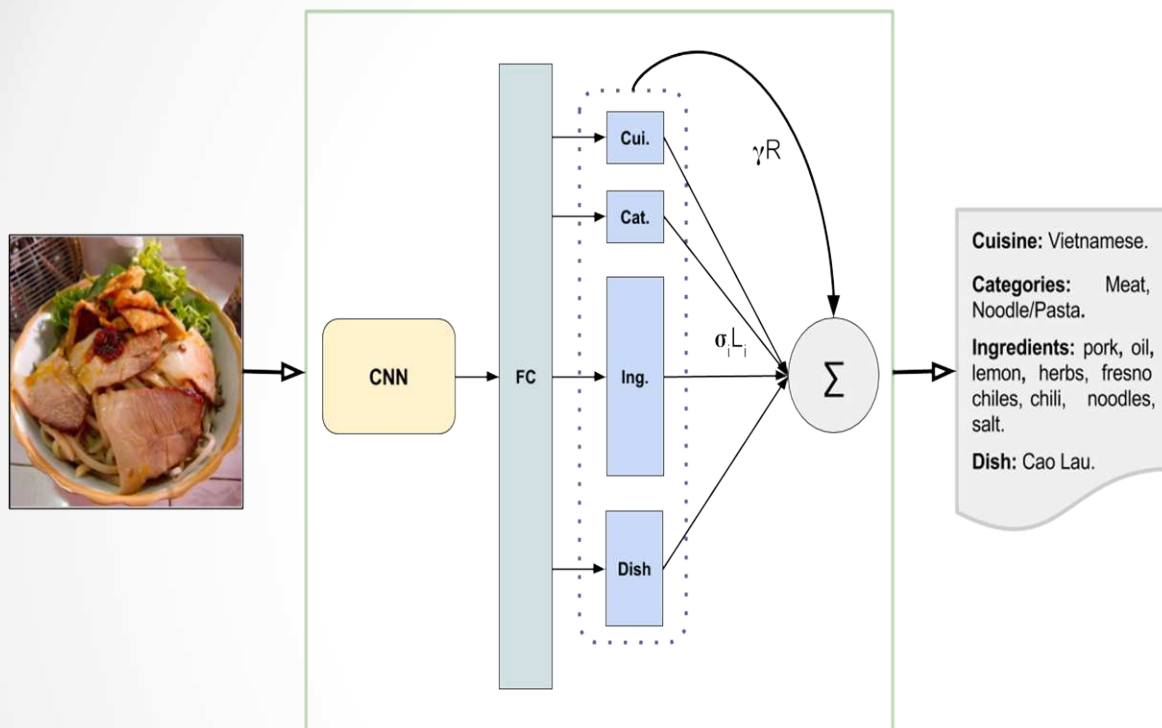 Cui.
γR
Cat.
σᵢLᵢ
CNN
FC
Ing.
Σ
Dish
Cuisine: Vietnamese.
Categories: Meat,
Noodle/Pasta.
Ingredients: pork, oil,
lemon, herbs, fresno
chiles, chili, noodles,
salt.
Dish: Cao Lau.